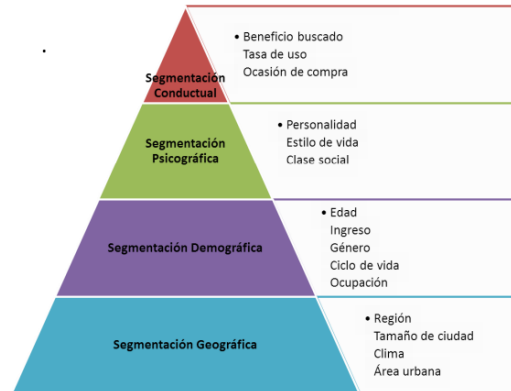 Segmentación
Conductual
• Beneficio buscado
Tasa de uso
Ocasión de compra
Segmentación
Psicográfica
• Personalidad
Estilo de vida
Clase social
Segmentación Demográfica
• Edad
Ingreso
Género
Ciclo de vida
Ocupación
Segmentación Geográfica
• Región
Tamaño de ciudad
Clima
Área urbana